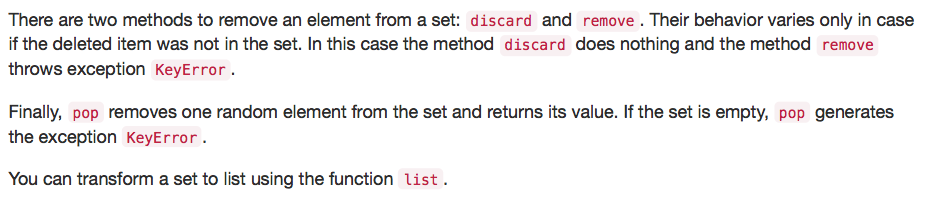 There are two methods to remove an element from a set: discard and remove. Their behavior varies only in case
if the deleted item was not in the set. In this case the method discard does nothing and the method remove
throws exception KeyError.
Finally, pop removes one random element from the set and returns its value. If the set is empty, pop generates
the exception KeyError.
You can transform a set to list using the function list.